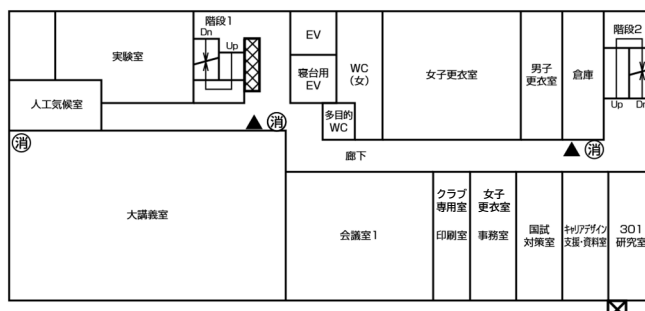 階段1
Dn
Up
実験室
人工気候室
EV
寝台用
EV
WC
(女)
多目的
WC
女子更衣室
男子
更衣室
倉庫
階段2
Up
Dn
消
消
消
廊下
大講義室
会議室1
クラブ
専用室
印刷室
女子
更衣室
事務室
国試
対策室
キャリアデザイン
支援・資料室
301
研究室